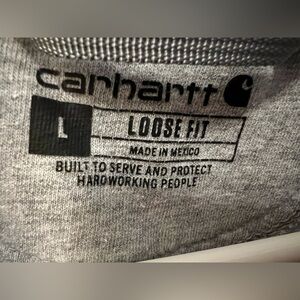 carhartt
L
LOOSE FIT
MADE IN MEXICO
BUILT TO SERVE AND PROTECT
HARDWORKING PEOPLE